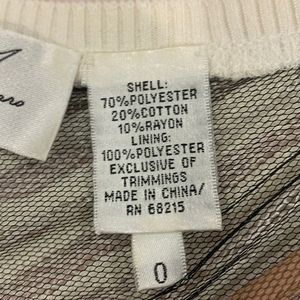 SHELL:
70%POLYESTER
20%COTTON
10%RAYON
LINING:
100%POLYESTER
EXCLUSIVE OF
TRIMMINGS
MADE IN CHINA/
RN 68215
0